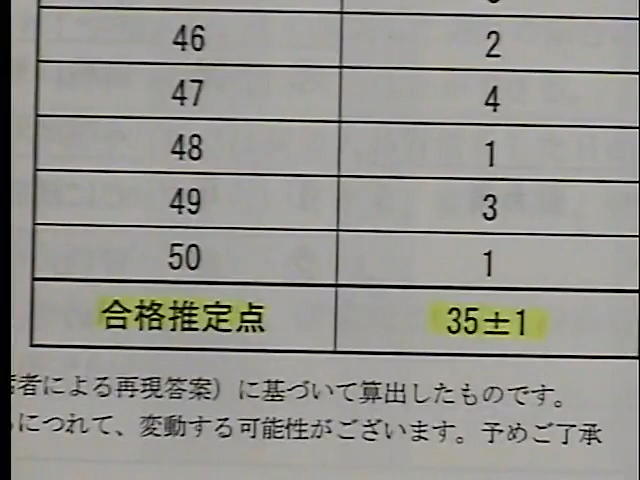 46 2
47 4
48 1
49 3
50 1
合格推定点 35±1
者による再現答案）に基づいて算出したものです。
につれて、変動する可能性がございます。予めご了承